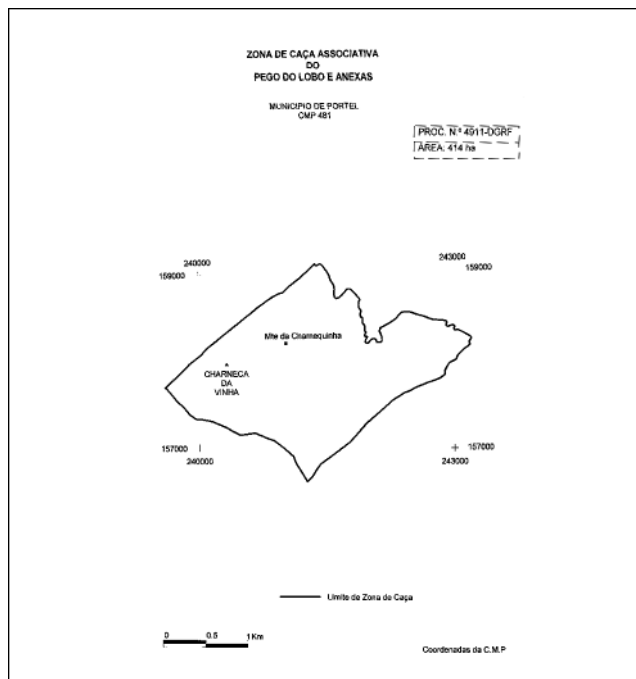 ZONA DE CAÇA ASSOCIATIVA
DO
PEGO DO LOBO E ANEXAS
MUNICIPIO DE PORTEL
CMP 481
PROC. N.º 4911-DGRF
ÁREA: 414 ha
240000
159000
243000
159000
Mte da Charnequinha
CHARNECA
DA
VINHA
157000
240000
157000
243000
Limite de Zona de Caça
0 0.5 1 Km
Coordenadas da C.M.P